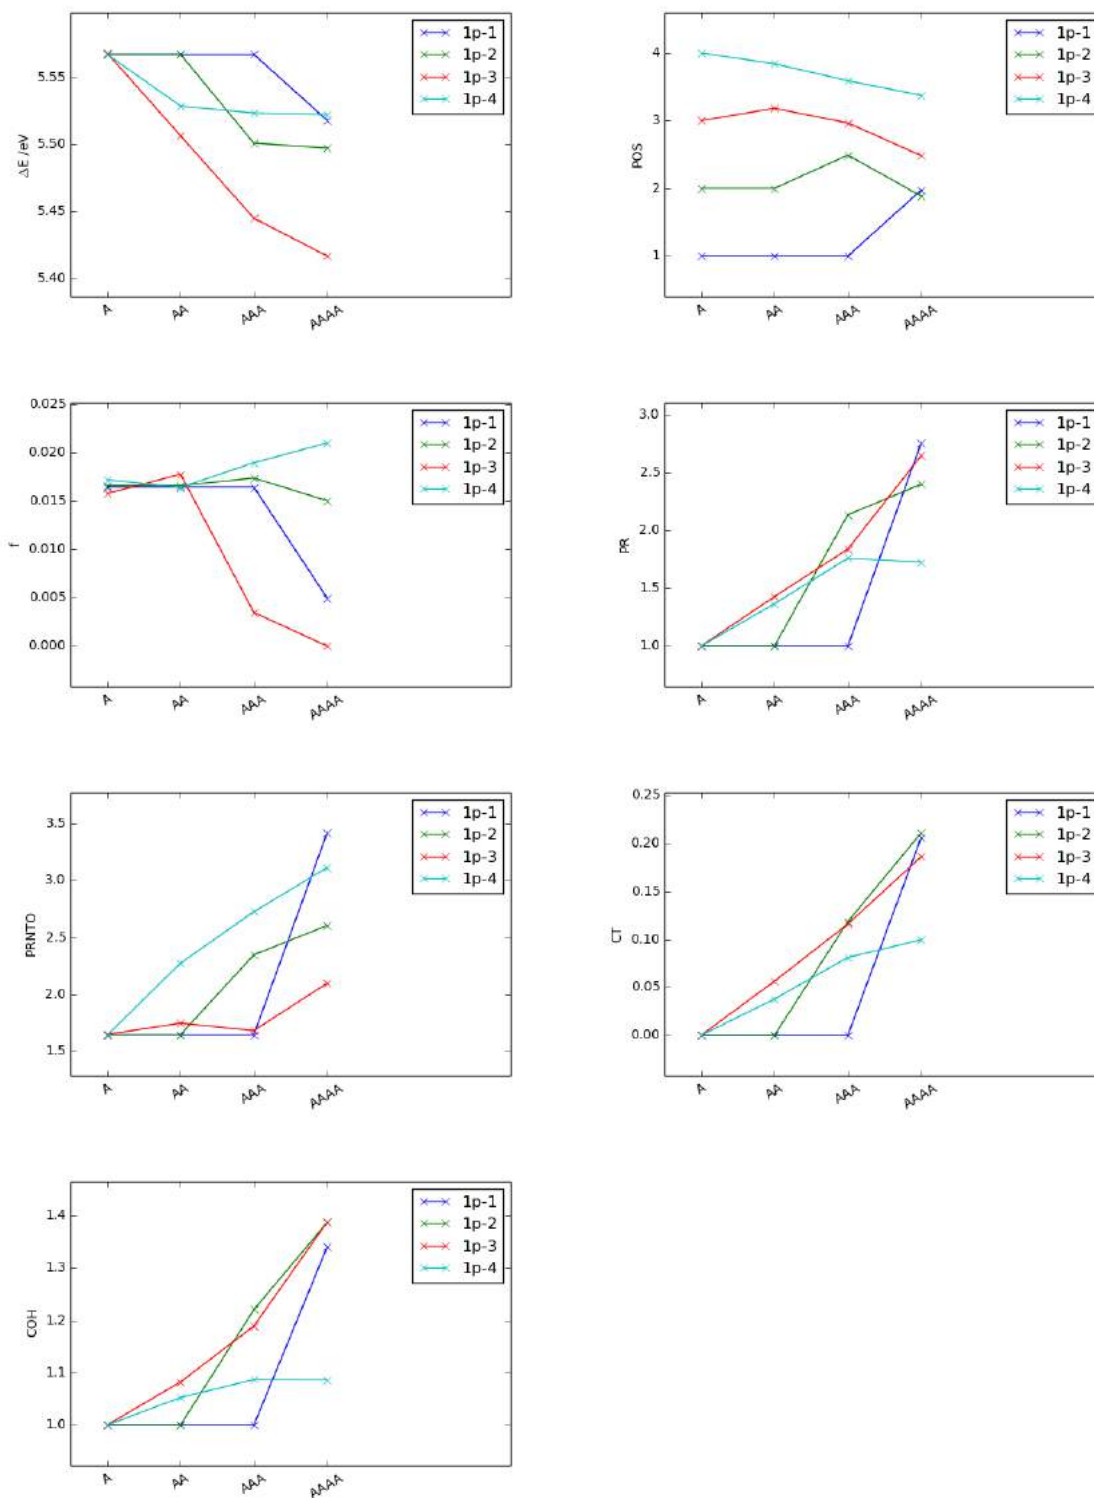 ΔE /eV
5.55
5.50
5.45
5.40
A
AA
AAA
AAAA
1p-1
1p-2
1p-3
1p-4
POS
4
3
2
1
A
AA
AAA
AAAA
1p-1
1p-2
1p-3
1p-4
f
0.025
0.020
0.015
0.010
0.005
0.000
A
AA
AAA
AAAA
1p-1
1p-2
1p-3
1p-4
PR
3.0
2.5
2.0
1.5
1.0
A
AA
AAA
AAAA
1p-1
1p-2
1p-3
1p-4
PRNTO
3.5
3.0
2.5
2.0
1.5
A
AA
AAA
AAAA
1p-1
1p-2
1p-3
1p-4
CT
0.25
0.20
0.15
0.10
0.05
0.00
A
AA
AAA
AAAA
1p-1
1p-2
1p-3
1p-4
COH
1.4
1.3
1.2
1.1
1.0
A
AA
AAA
AAAA
1p-1
1p-2
1p-3
1p-4